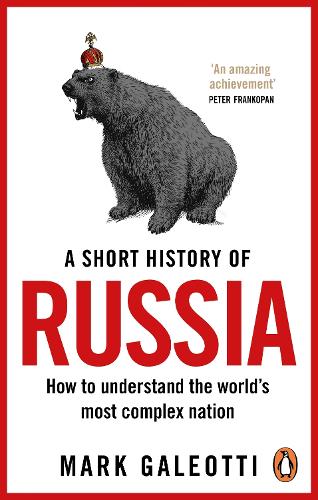 'An amazing
achievement'
PETER FRANKOPAN
A SHORT HISTORY OF
RUSSIA
How to understand the world's
most complex nation
MARK GALEOTTI